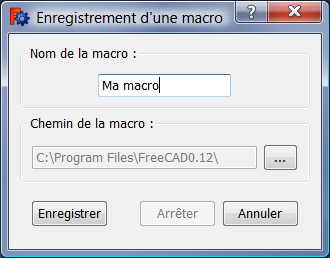 Enregistrement d'une macro
Nom de la macro :
Ma macro
Chemin de la macro :
C:\Program Files\FreeCAD0.12\
...
Enregistrer Arrêter Annuler